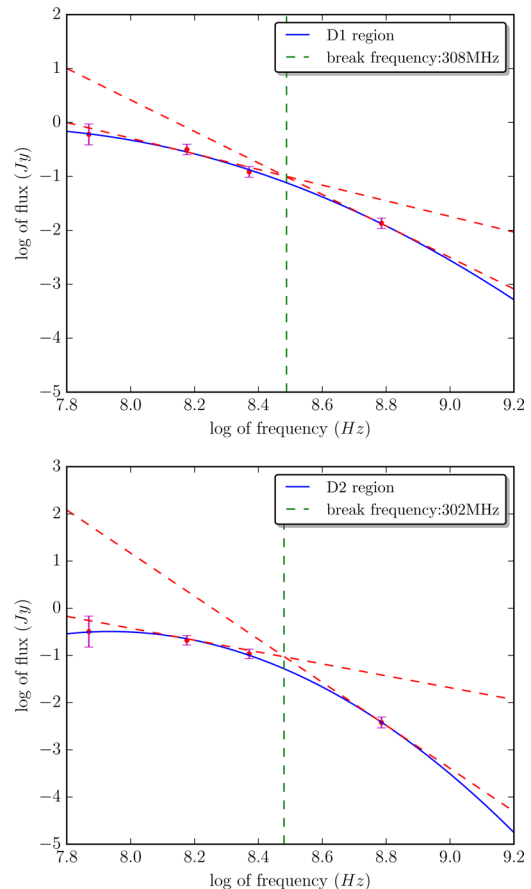 2
1
0
−1
−2
−3
−4
−5
log of flux (Jy)
D1 region
break frequency:308MHz
7.8 8.0 8.2 8.4 8.6 8.8 9.0 9.2
log of frequency (Hz)
3
2
1
0
−1
−2
−3
−4
−5
log of flux (Jy)
D2 region
break frequency:302MHz
7.8 8.0 8.2 8.4 8.6 8.8 9.0 9.2
log of frequency (Hz)